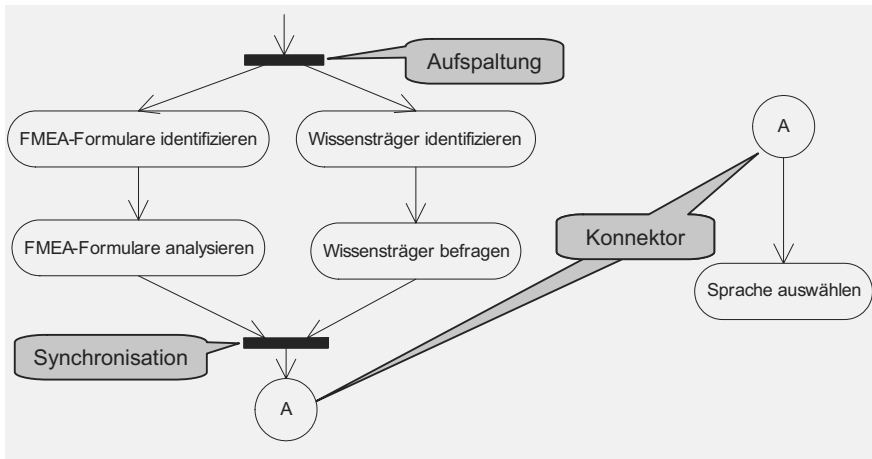 Aufspaltung
FMEA-Formulare identifizieren
Wissensträger identifizieren
A
FMEA-Formulare analysieren
Wissensträger befragen
Konnektor
Sprache auswählen
Synchronisation
A